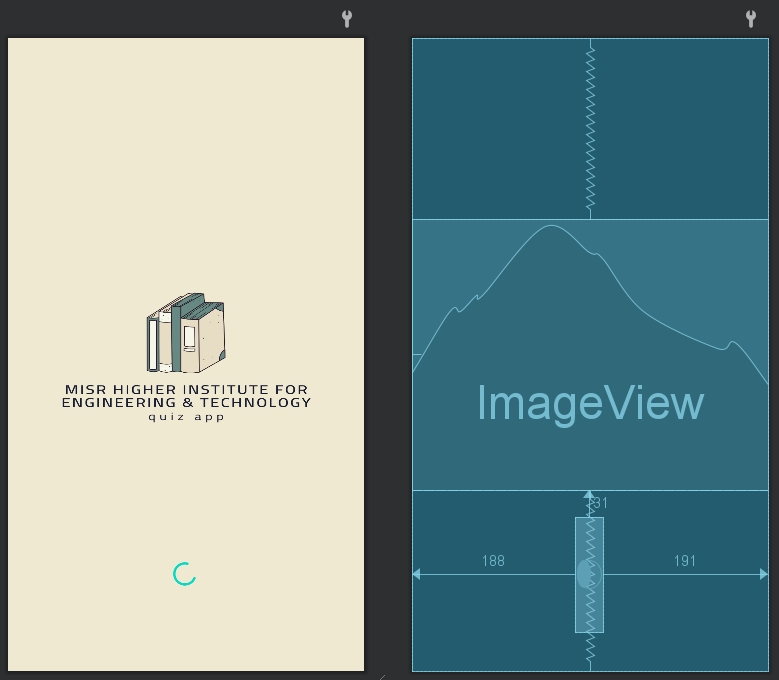 MISR HIGHER INSTITUTE FOR
ENGINEERING & TECHNOLOGY
quiz app
ImageView
31
188
191